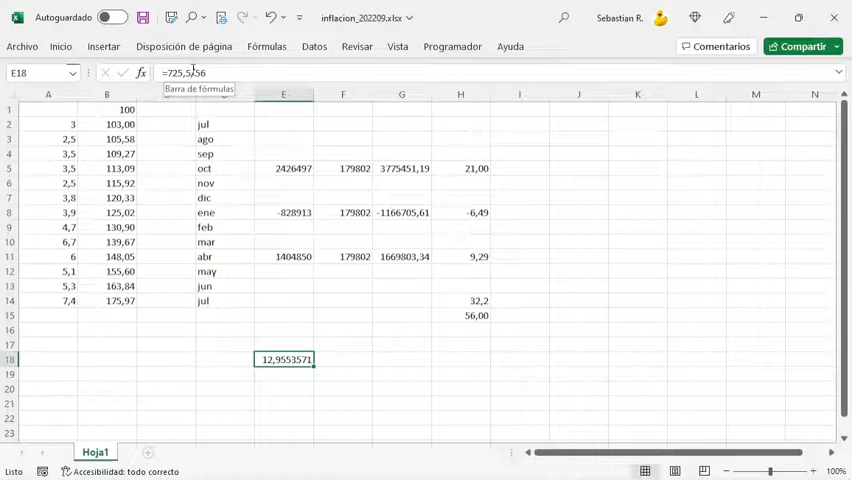 Autoguardado inflacion_202209.xlsx Sebastian R.
Archivo Inicio Insertar Disposición de página Fórmulas Datos Revisar Vista Programador Ayuda Comentarios Compartir
E18 fx =725,5/56
Barra de fórmulas
A B D E F G H I J K L M N
1 100
2 3 103,00 jul
3 2,5 105,58 ago
4 3,5 109,27 sep
5 3,5 113,09 oct 2426497 179802 3775451,19 21,00
6 2,5 115,92 nov
7 3,8 120,33 dic
8 3,9 125,02 ene -828913 179802 -1166705,61 -6,49
9 4,7 130,90 feb
10 6,7 139,67 mar
11 6 148,05 abr 1404850 179802 1669803,34 9,29
12 5,1 155,60 may
13 5,3 163,84 jun
14 7,4 175,97 jul 32,2
15 56,00
16
17
18 12,9553571
19
20
21
22
23
Hoja1
Listo Accesibilidad: todo correcto 100%